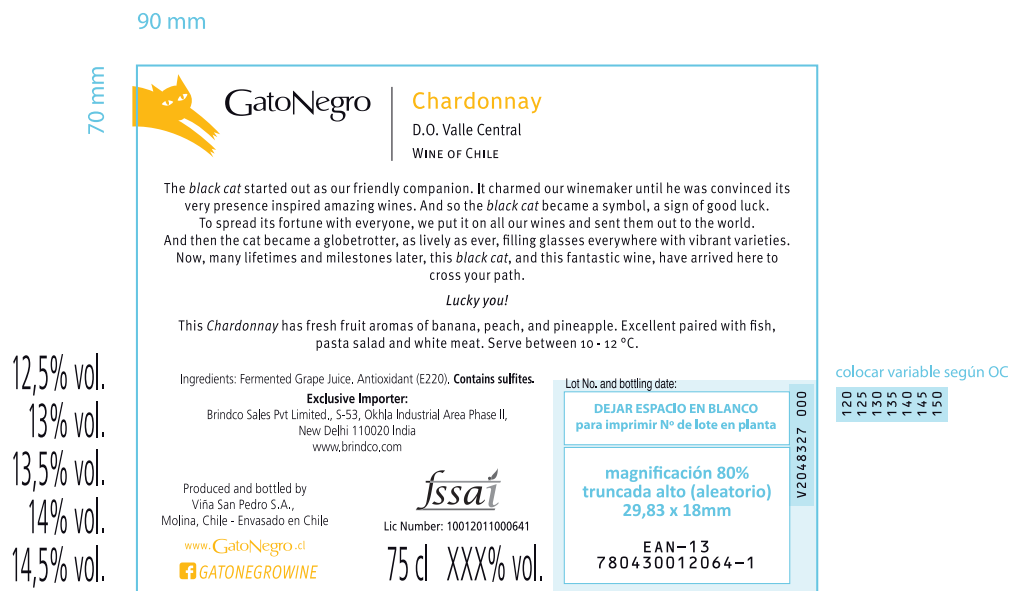 90 mm
70 mm
GatoNegro
Chardonnay
D.O. Valle Central
WINE OF CHILE
The black cat started out as our friendly companion. It charmed our winemaker until he was convinced its
very presence inspired amazing wines. And so the black cat became a symbol, a sign of good luck.
To spread its fortune with everyone, we put it on all our wines and sent them out to the world.
And then the cat became a globetrotter, as lively as ever, filling glasses everywhere with vibrant varieties.
Now, many lifetimes and milestones later, this black cat, and this fantastic wine, have arrived here to
cross your path.
Lucky you!
This Chardonnay has fresh fruit aromas of banana, peach, and pineapple. Excellent paired with fish,
pasta salad and white meat. Serve between 10 - 12 °C.
12,5% vol.
13% vol.
13,5% vol.
14% vol.
14,5% vol.
Ingredients: Fermented Grape Juice, Antioxidant (E220). Contains sulfites.
Exclusive Importer:
Brindco Sales Pvt Limited., S-53, Okhla Industrial Area Phase II,
New Delhi 110020 India
www.brindco.com
Produced and bottled by
Viña San Pedro S.A.,
Molina, Chile - Envasado en Chile
www.GatoNegro.cl
GATONEGROWINE
fssai
Lic Number: 10012011000641
75 cl XXX% vol.
Lot No. and bottling date:
DEJAR ESPACIO EN BLANCO
para imprimir Nº de lote en planta
magnificación 80%
truncada alto (aleatorio)
29,83 x 18mm
EAN-13
780430012064-1
V2048327 000
colocar variable según OC
120
125
130
135
140
145
150